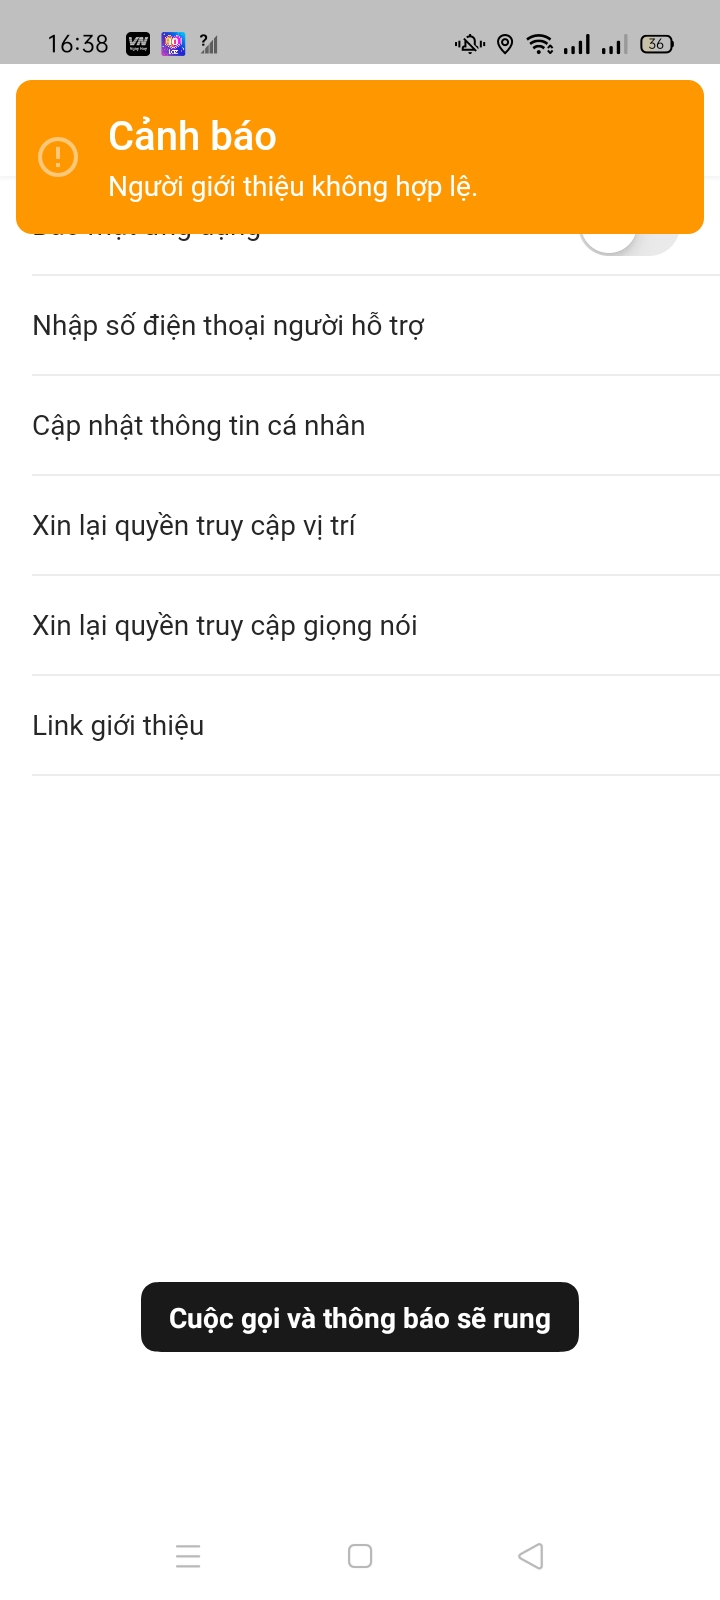 16:38
VN
36
Cảnh báo
Người giới thiệu không hợp lệ.
Nhập số điện thoại người hỗ trợ
Cập nhật thông tin cá nhân
Xin lại quyền truy cập vị trí
Xin lại quyền truy cập giọng nói
Link giới thiệu
Cuộc gọi và thông báo sẽ rung